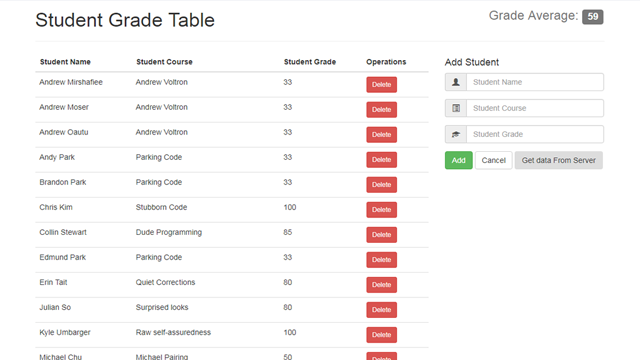 Student Grade Table
Grade Average: 59
Student Name Student Course Student Grade Operations
Andrew Mirshafiee Andrew Voltron 33 Delete
Andrew Moser Andrew Voltron 33 Delete
Andrew Oautu Andrew Voltron 33 Delete
Andy Park Parking Code 33 Delete
Brandon Park Parking Code 33 Delete
Chris Kim Stubborn Code 100 Delete
Collin Stewart Dude Programming 85 Delete
Edmund Park Parking Code 33 Delete
Erin Tait Quiet Corrections 80 Delete
Julian So Surprised looks 80 Delete
Kyle Umbarger Raw self-assuredness 100 Delete
Michael Chu Michael Pairing 50 Delete
Add Student
Student Name
Student Course
Student Grade
Add Cancel Get data From Server